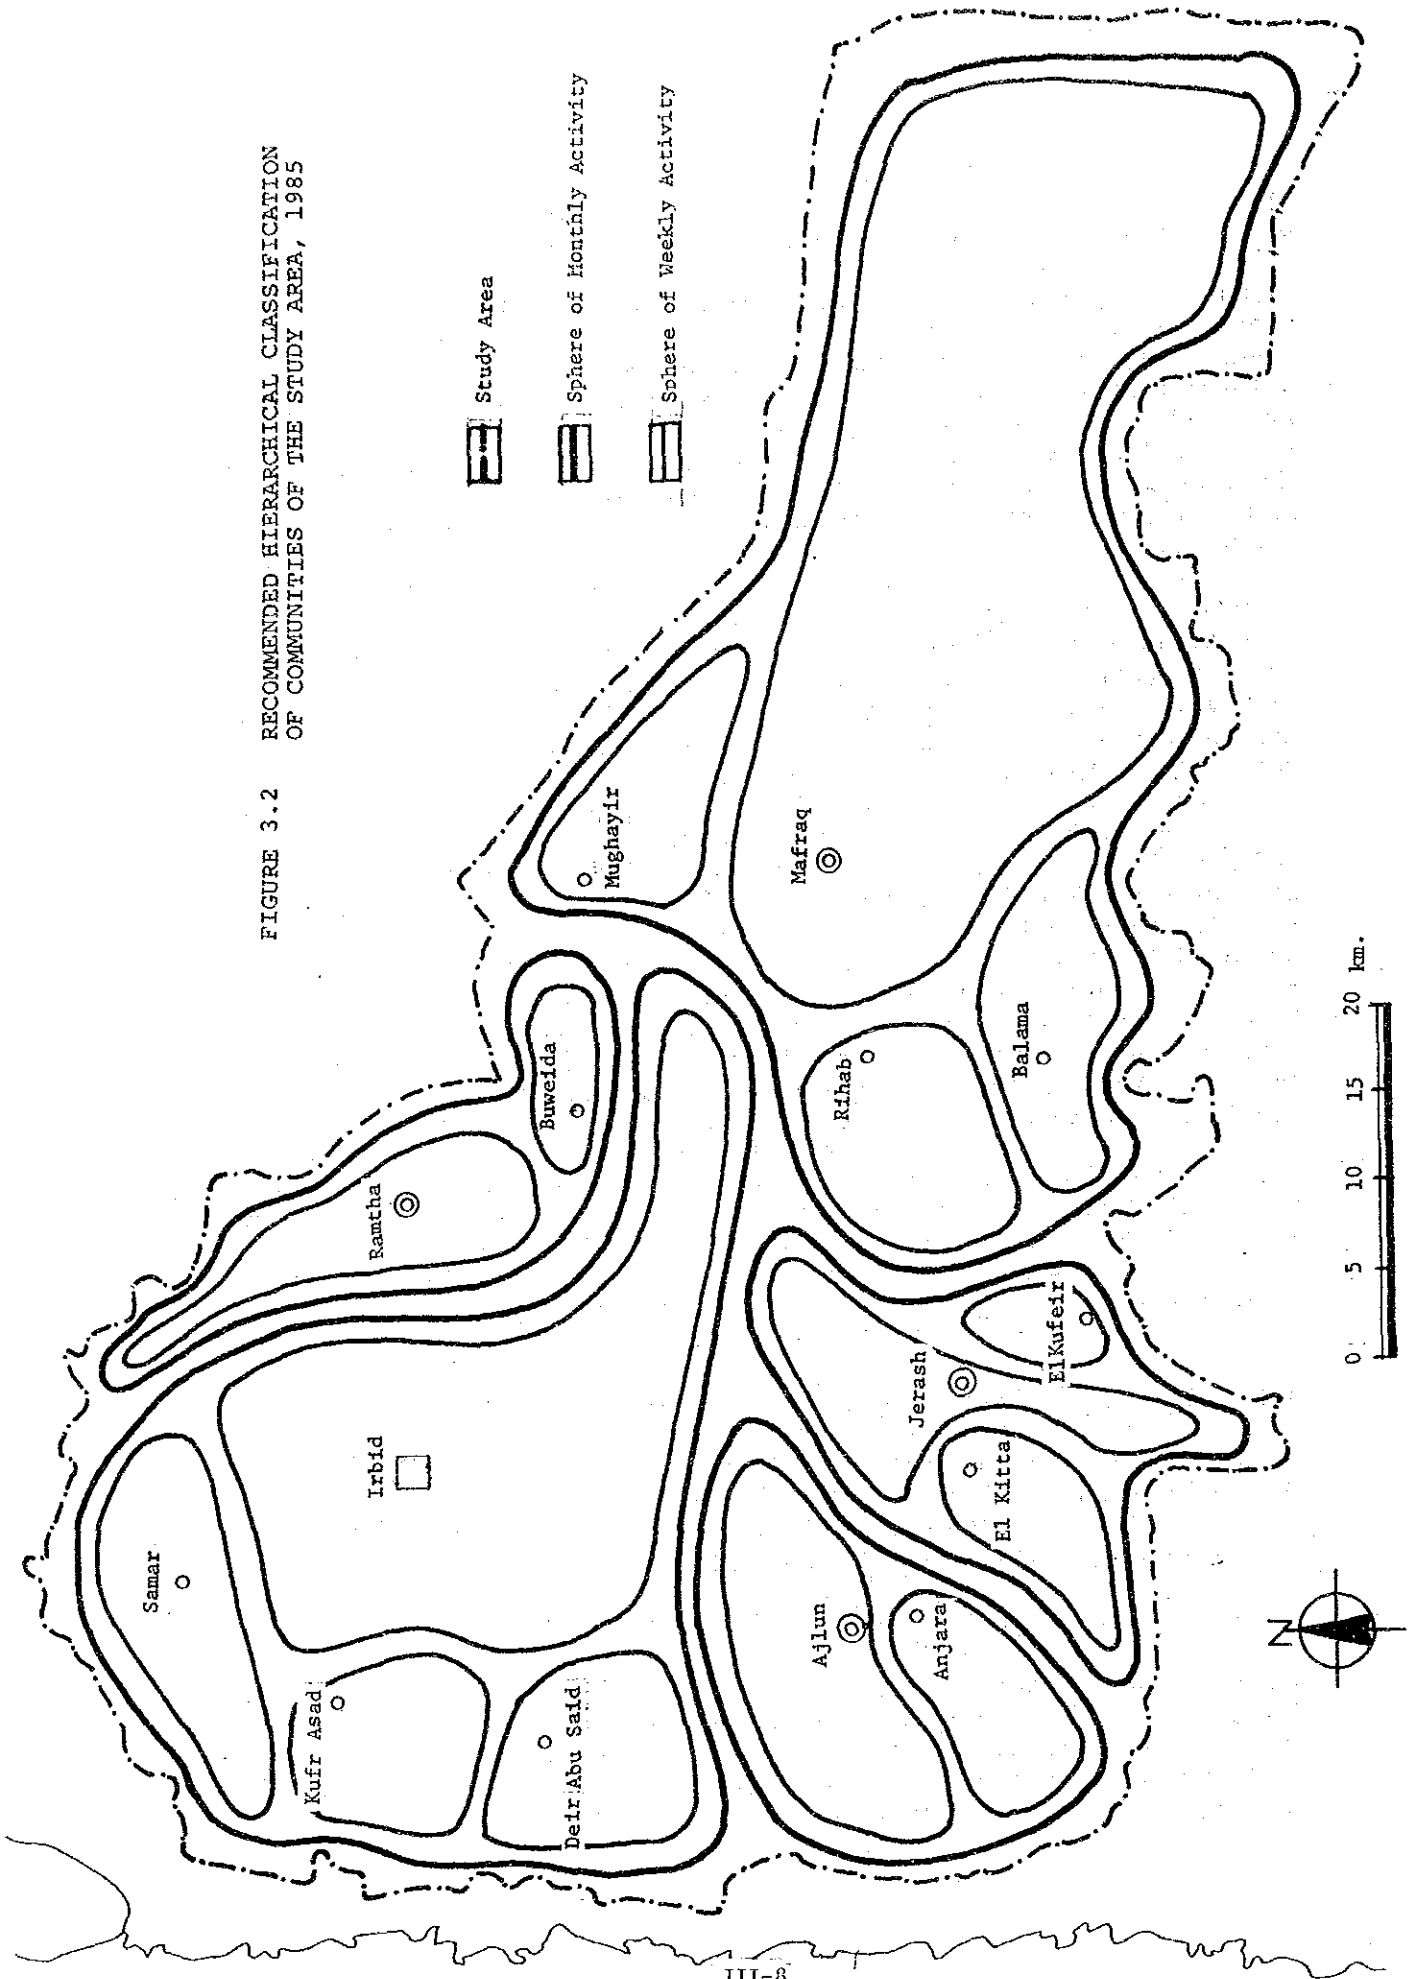 FIGURE 3.2 RECOMMENDED HIERARCHICAL CLASSIFICATION
OF COMMUNITIES OF THE STUDY AREA, 1985
Study Area
Sphere of Monthly Activity
Sphere of Weekly Activity
Samar
Kufr Asad
Deir Abu Said
Irbid
Ramtha
Buweida
Mughayir
Mafraq
Rihab
Balama
Ajlun
Anjara
Jerash
El Kitta
ElKufeir
N
0 5 10 15 20 km.
III-8